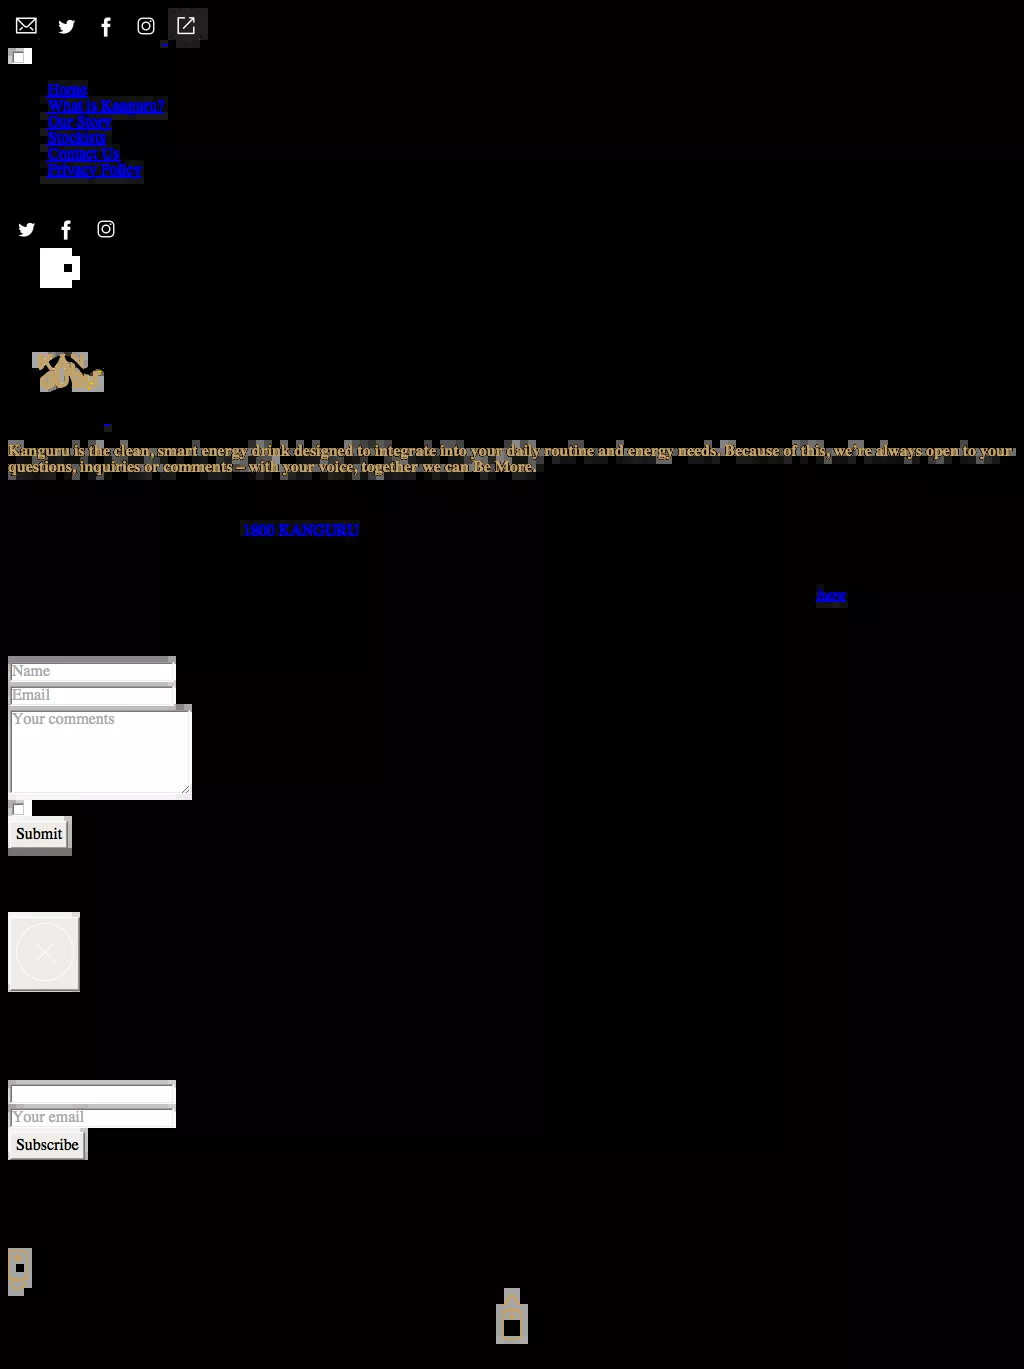 Home
What is Kanguru?
Our Story
Stockists
Contact Us
Privacy Policy
Kanguru is the clean, smart energy drink designed to integrate into your daily routine and energy needs. Because of this, we're always open to your
questions, inquiries or comments – with your voice, together we can Be More.
1800 KANGURU
here
Name
Email
Your comments
Submit
Your email
Subscribe